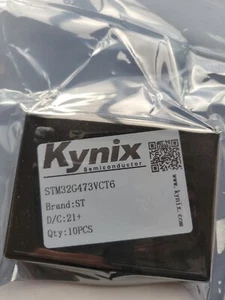 Kynix
Semiconductor
STM32G473VCT6
Brand:ST
D/C:21+
Qty:10PCS
www.kynix.com